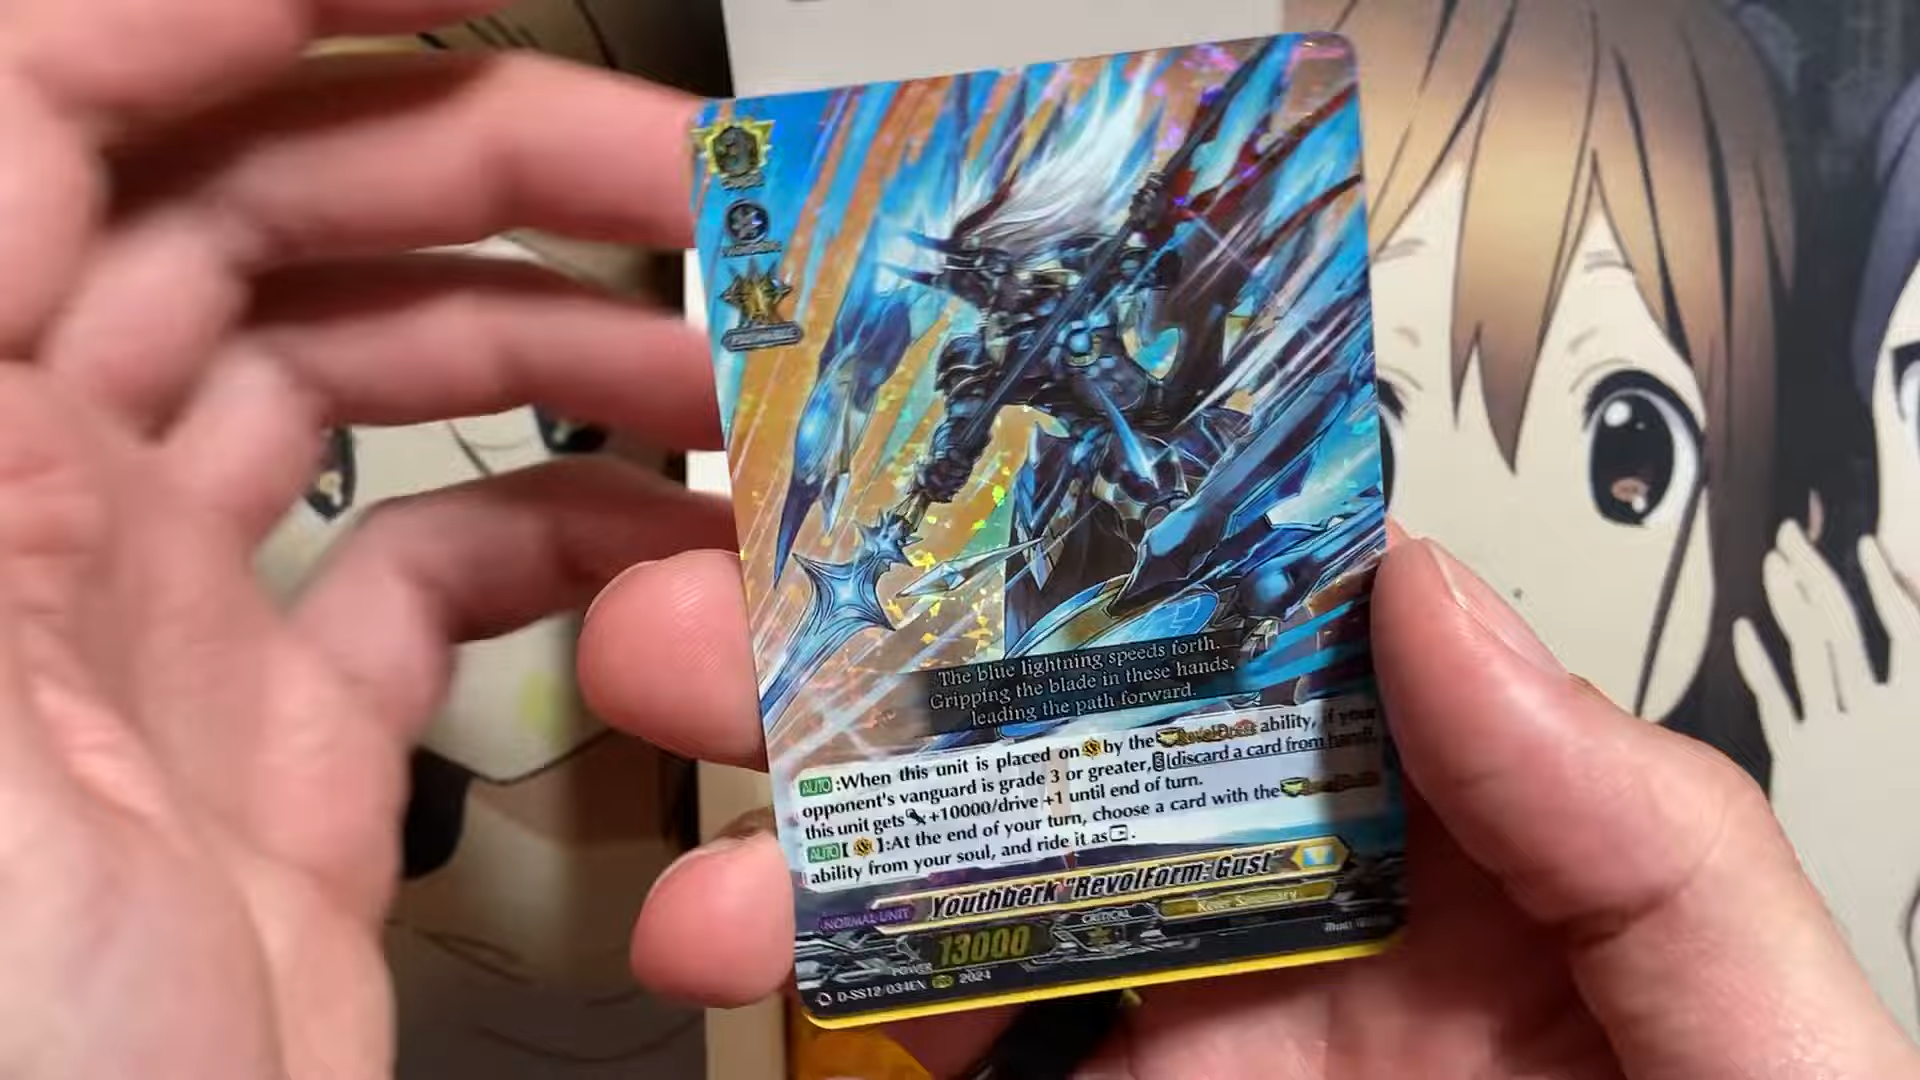 The blue lightning speeds forth.
Gripping the blade in these hands,
leading the path forward.
AUTO:When this unit is placed on by the RevolDress ability, if your
opponent's vanguard is grade 3 or greater, [discard a card from hand],
this unit gets +10000/drive +1 until end of turn.
AUTO[ ]:At the end of your turn, choose a card with the RevolDress
ability from your soul, and ride it as .
NORMAL UNIT
Youthberk "RevolForm: Gust"
CRITICAL
Keter Sanctuary
POWER 13000
D-SS12/034EN RRR 2024